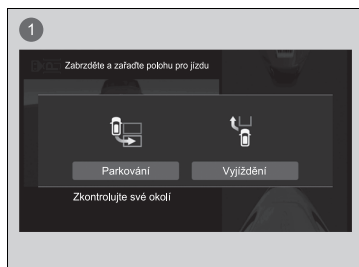 1
Zabrzděte a zařaďte polohu pro jízdu
Parkování
Vyjíždění
Zkontrolujte své okolí